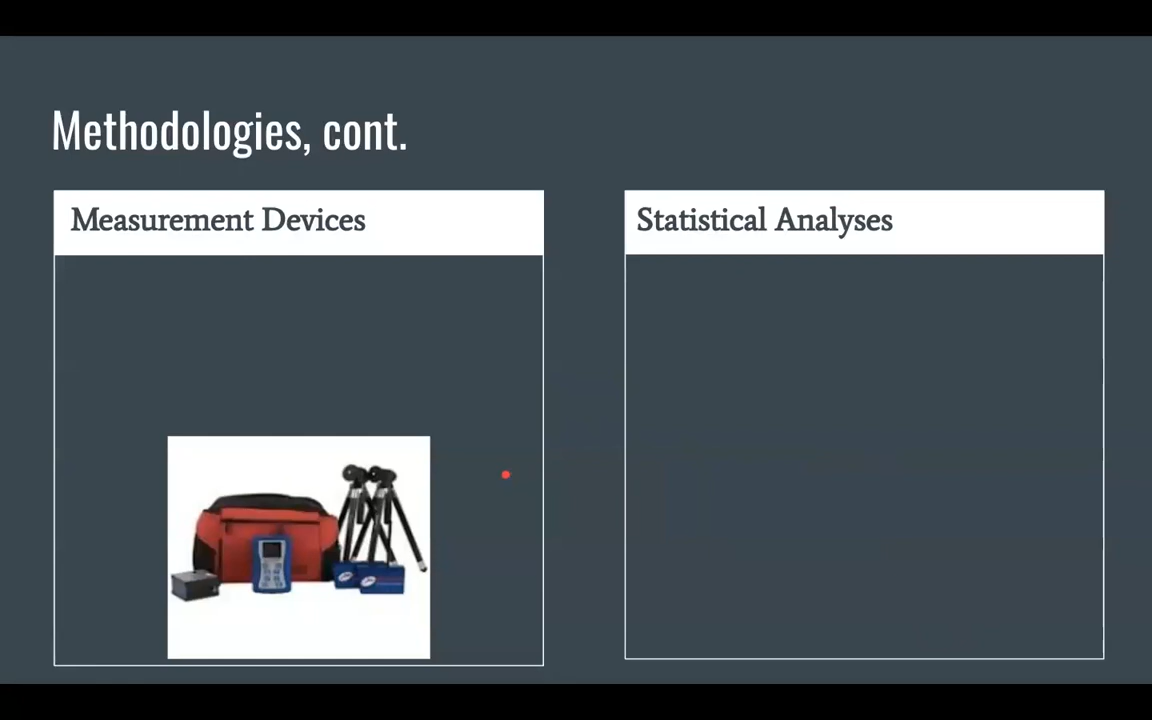 Methodologies, cont.
Measurement Devices
Statistical Analyses